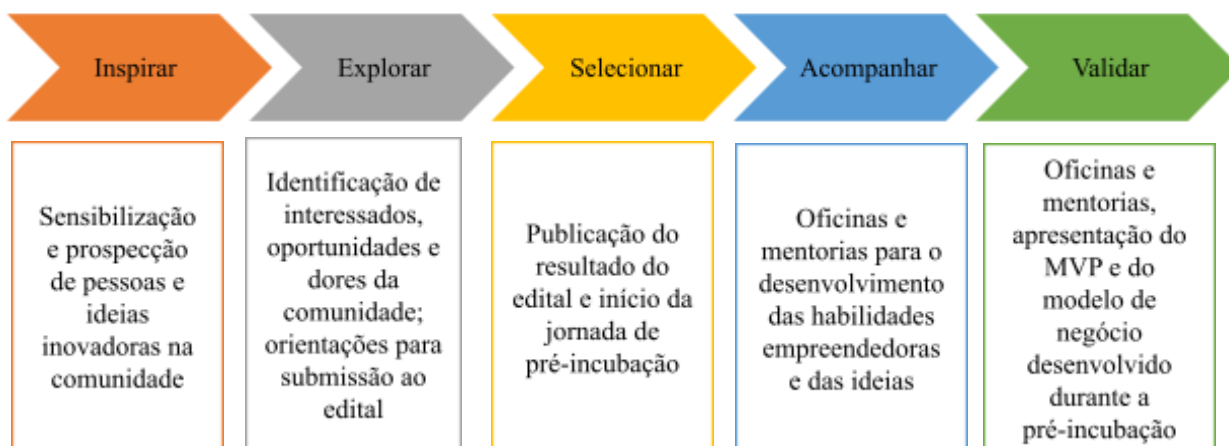 Inspirar
Explorar
Selecionar
Acompanhar
Validar
Sensibilização
e prospecção
de pessoas e
ideias
inovadoras na
comunidade
Identificação de
interessados,
oportunidades e
dores da
comunidade;
orientações para
submissão ao
edital
Publicação do
resultado do
edital e início da
jornada de
pré-incubação
Oficinas e
mentorias para o
desenvolvimento
das habilidades
empreendedoras
e das ideias
Oficinas e
mentorias,
apresentação do
MVP e do
modelo de
negócio
desenvolvido
durante a
pré-incubação